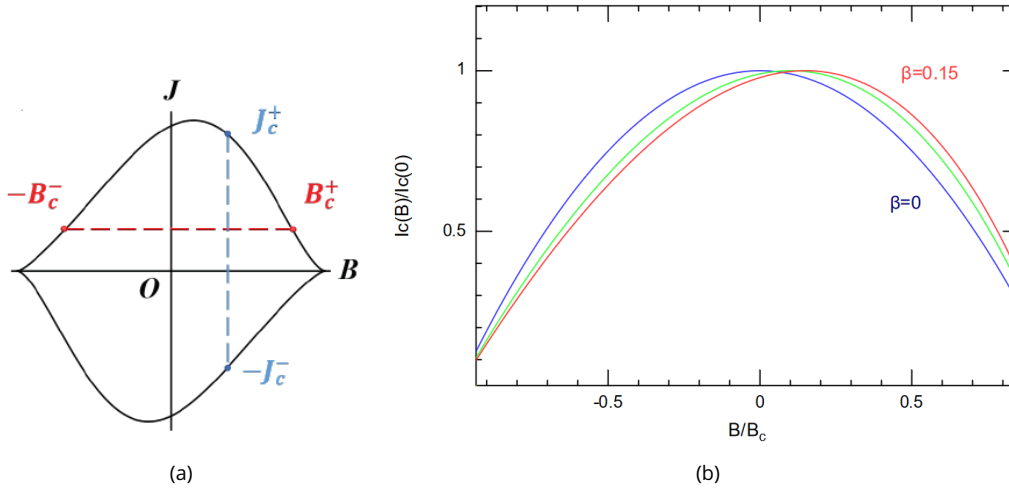 J
J_c^+
-B_c^-
B_c^+
O
B
-J_c^-
(a)
Ic(B)/Ic(0)
1
0.5
β=0.15
β=0
-0.5
0
0.5
B/B_c
(b)